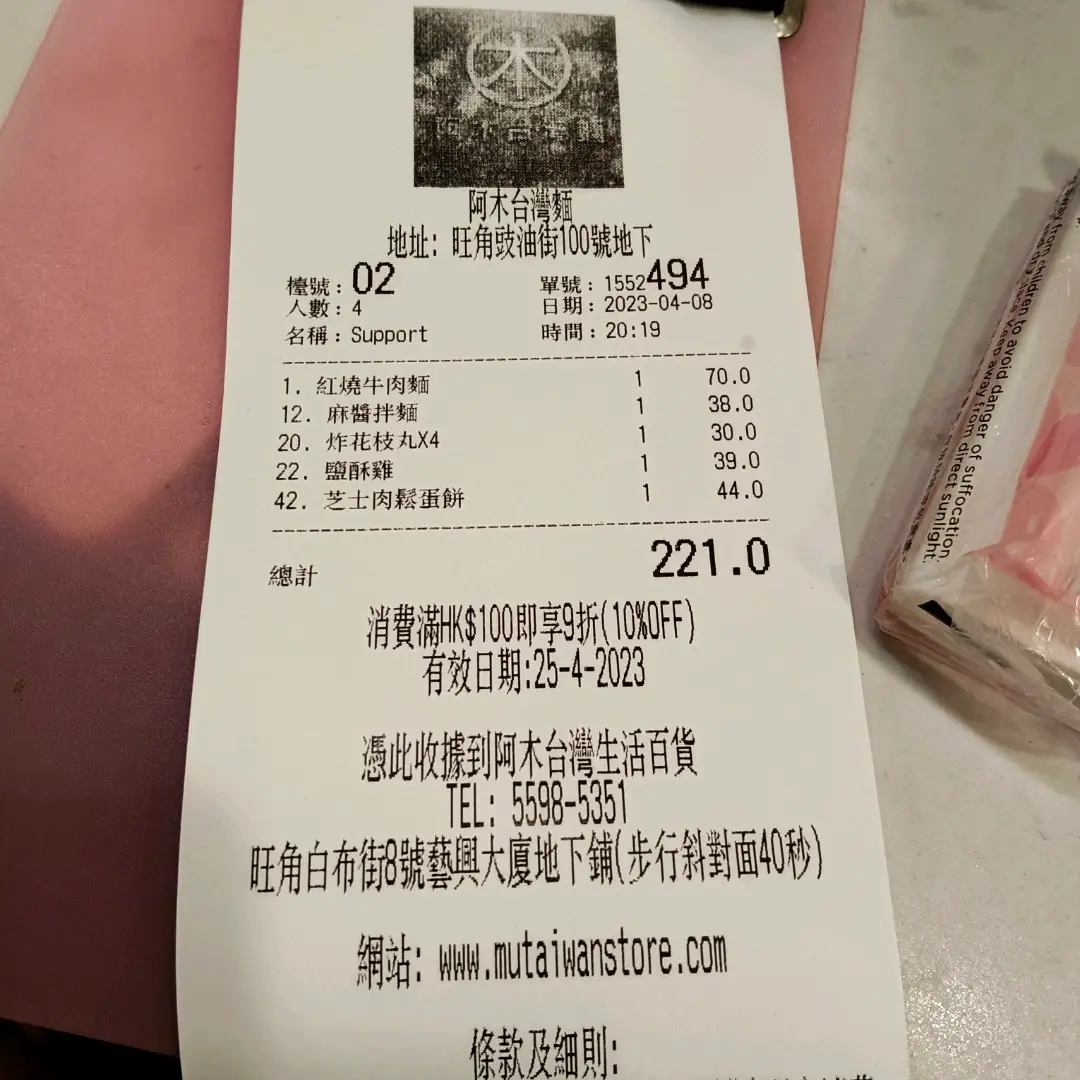 木
阿木台灣麵
阿木台灣麵
地址: 旺角豉油街100號地下
檯號: 02 單號: 1552494
人數: 4 日期: 2023-04-08
名稱: Support 時間: 20:19
1. 紅燒牛肉麵 1 70.0
12. 麻醬拌麵 1 38.0
20. 炸花枝丸X4 1 30.0
22. 鹽酥雞 1 39.0
42. 芝士肉鬆蛋餅 1 44.0
總計 221.0
消費滿HK$100即享9折(10%OFF)
有效日期:25-4-2023
憑此收據到阿木台灣生活百貨
TEL: 5598-5351
旺角白布街8號藝興大廈地下鋪(步行斜對面40秒)
網站: www.mutaiwanstore.com
條款及細則:
away from children to avoid danger of suffocation.
place keep away from direct sunlight.